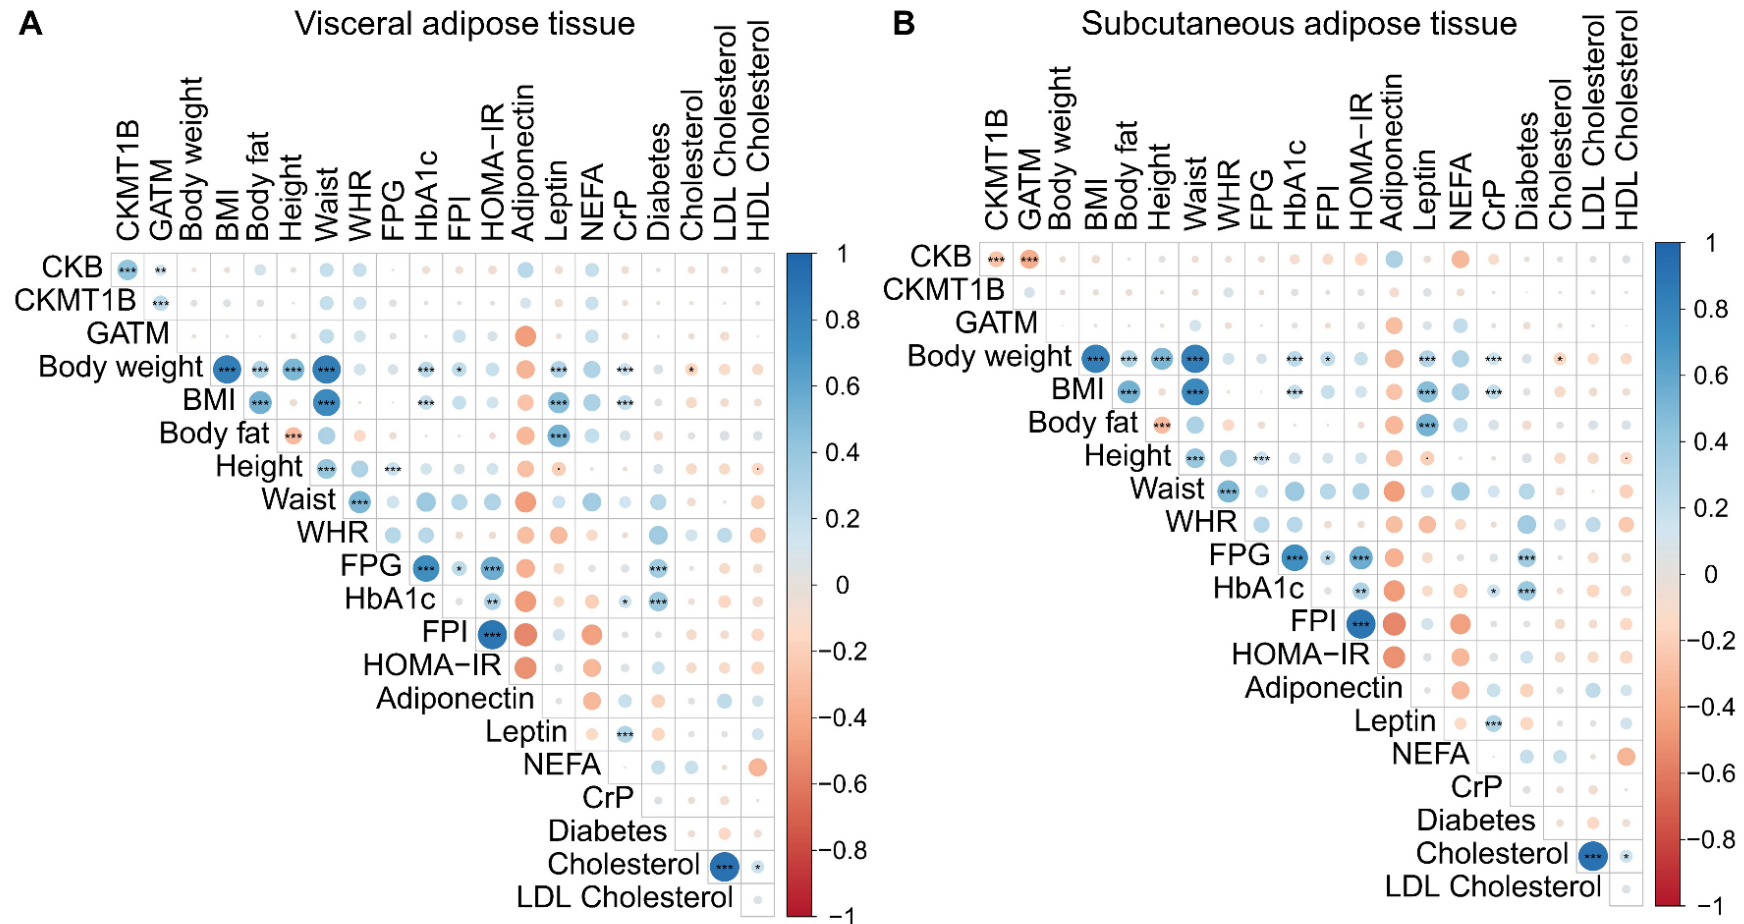 A
Visceral adipose tissue
CKMT1B
GATM
Body weight
BMI
Body fat
Height
Waist
WHR
FPG
HbA1c
FPI
HOMA−IR
Adiponectin
Leptin
NEFA
CrP
Diabetes
Cholesterol
LDL Cholesterol
HDL Cholesterol
CKB *** **
CKMT1B ***
GATM
Body weight *** *** *** *** *** * *** *** *
BMI *** *** *** *** ***
Body fat *** ***
Height *** *** · ·
Waist ***
WHR
FPG *** * *** ***
HbA1c ** * ***
FPI ***
HOMA−IR
Adiponectin
Leptin ***
NEFA
CrP
Diabetes
Cholesterol *** *
LDL Cholesterol
1
0.8
0.6
0.4
0.2
0
−0.2
−0.4
−0.6
−0.8
−1
B
Subcutaneous adipose tissue
CKMT1B
GATM
Body weight
BMI
Body fat
Height
Waist
WHR
FPG
HbA1c
FPI
HOMA−IR
Adiponectin
Leptin
NEFA
CrP
Diabetes
Cholesterol
LDL Cholesterol
HDL Cholesterol
CKB *** ***
CKMT1B
GATM
Body weight *** *** *** *** *** * *** *** *
BMI *** *** *** *** ***
Body fat *** ***
Height *** *** · ·
Waist ***
WHR
FPG *** * *** ***
HbA1c ** * ***
FPI ***
HOMA−IR
Adiponectin
Leptin ***
NEFA
CrP
Diabetes
Cholesterol *** *
LDL Cholesterol
1
0.8
0.6
0.4
0.2
0
−0.2
−0.4
−0.6
−0.8
−1